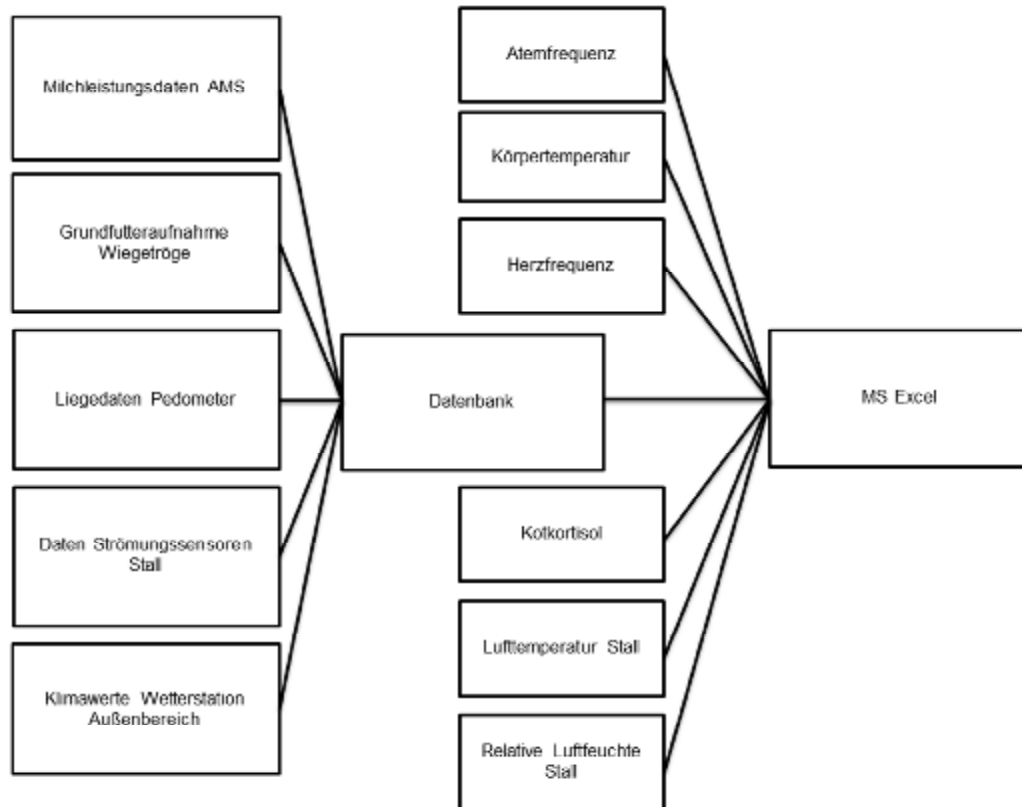 Milchleistungsdaten AMS
Grundfutteraufnahme
Wiegetröge
Liegedaten Pedometer
Daten Strömungssensoren
Stall
Klimawerte Wetterstation
Außenbereich
Datenbank
Atemfrequenz
Körpertemperatur
Herzfrequenz
Kotkortisol
Lufttemperatur Stall
Relative Luftfeuchte
Stall
MS Excel